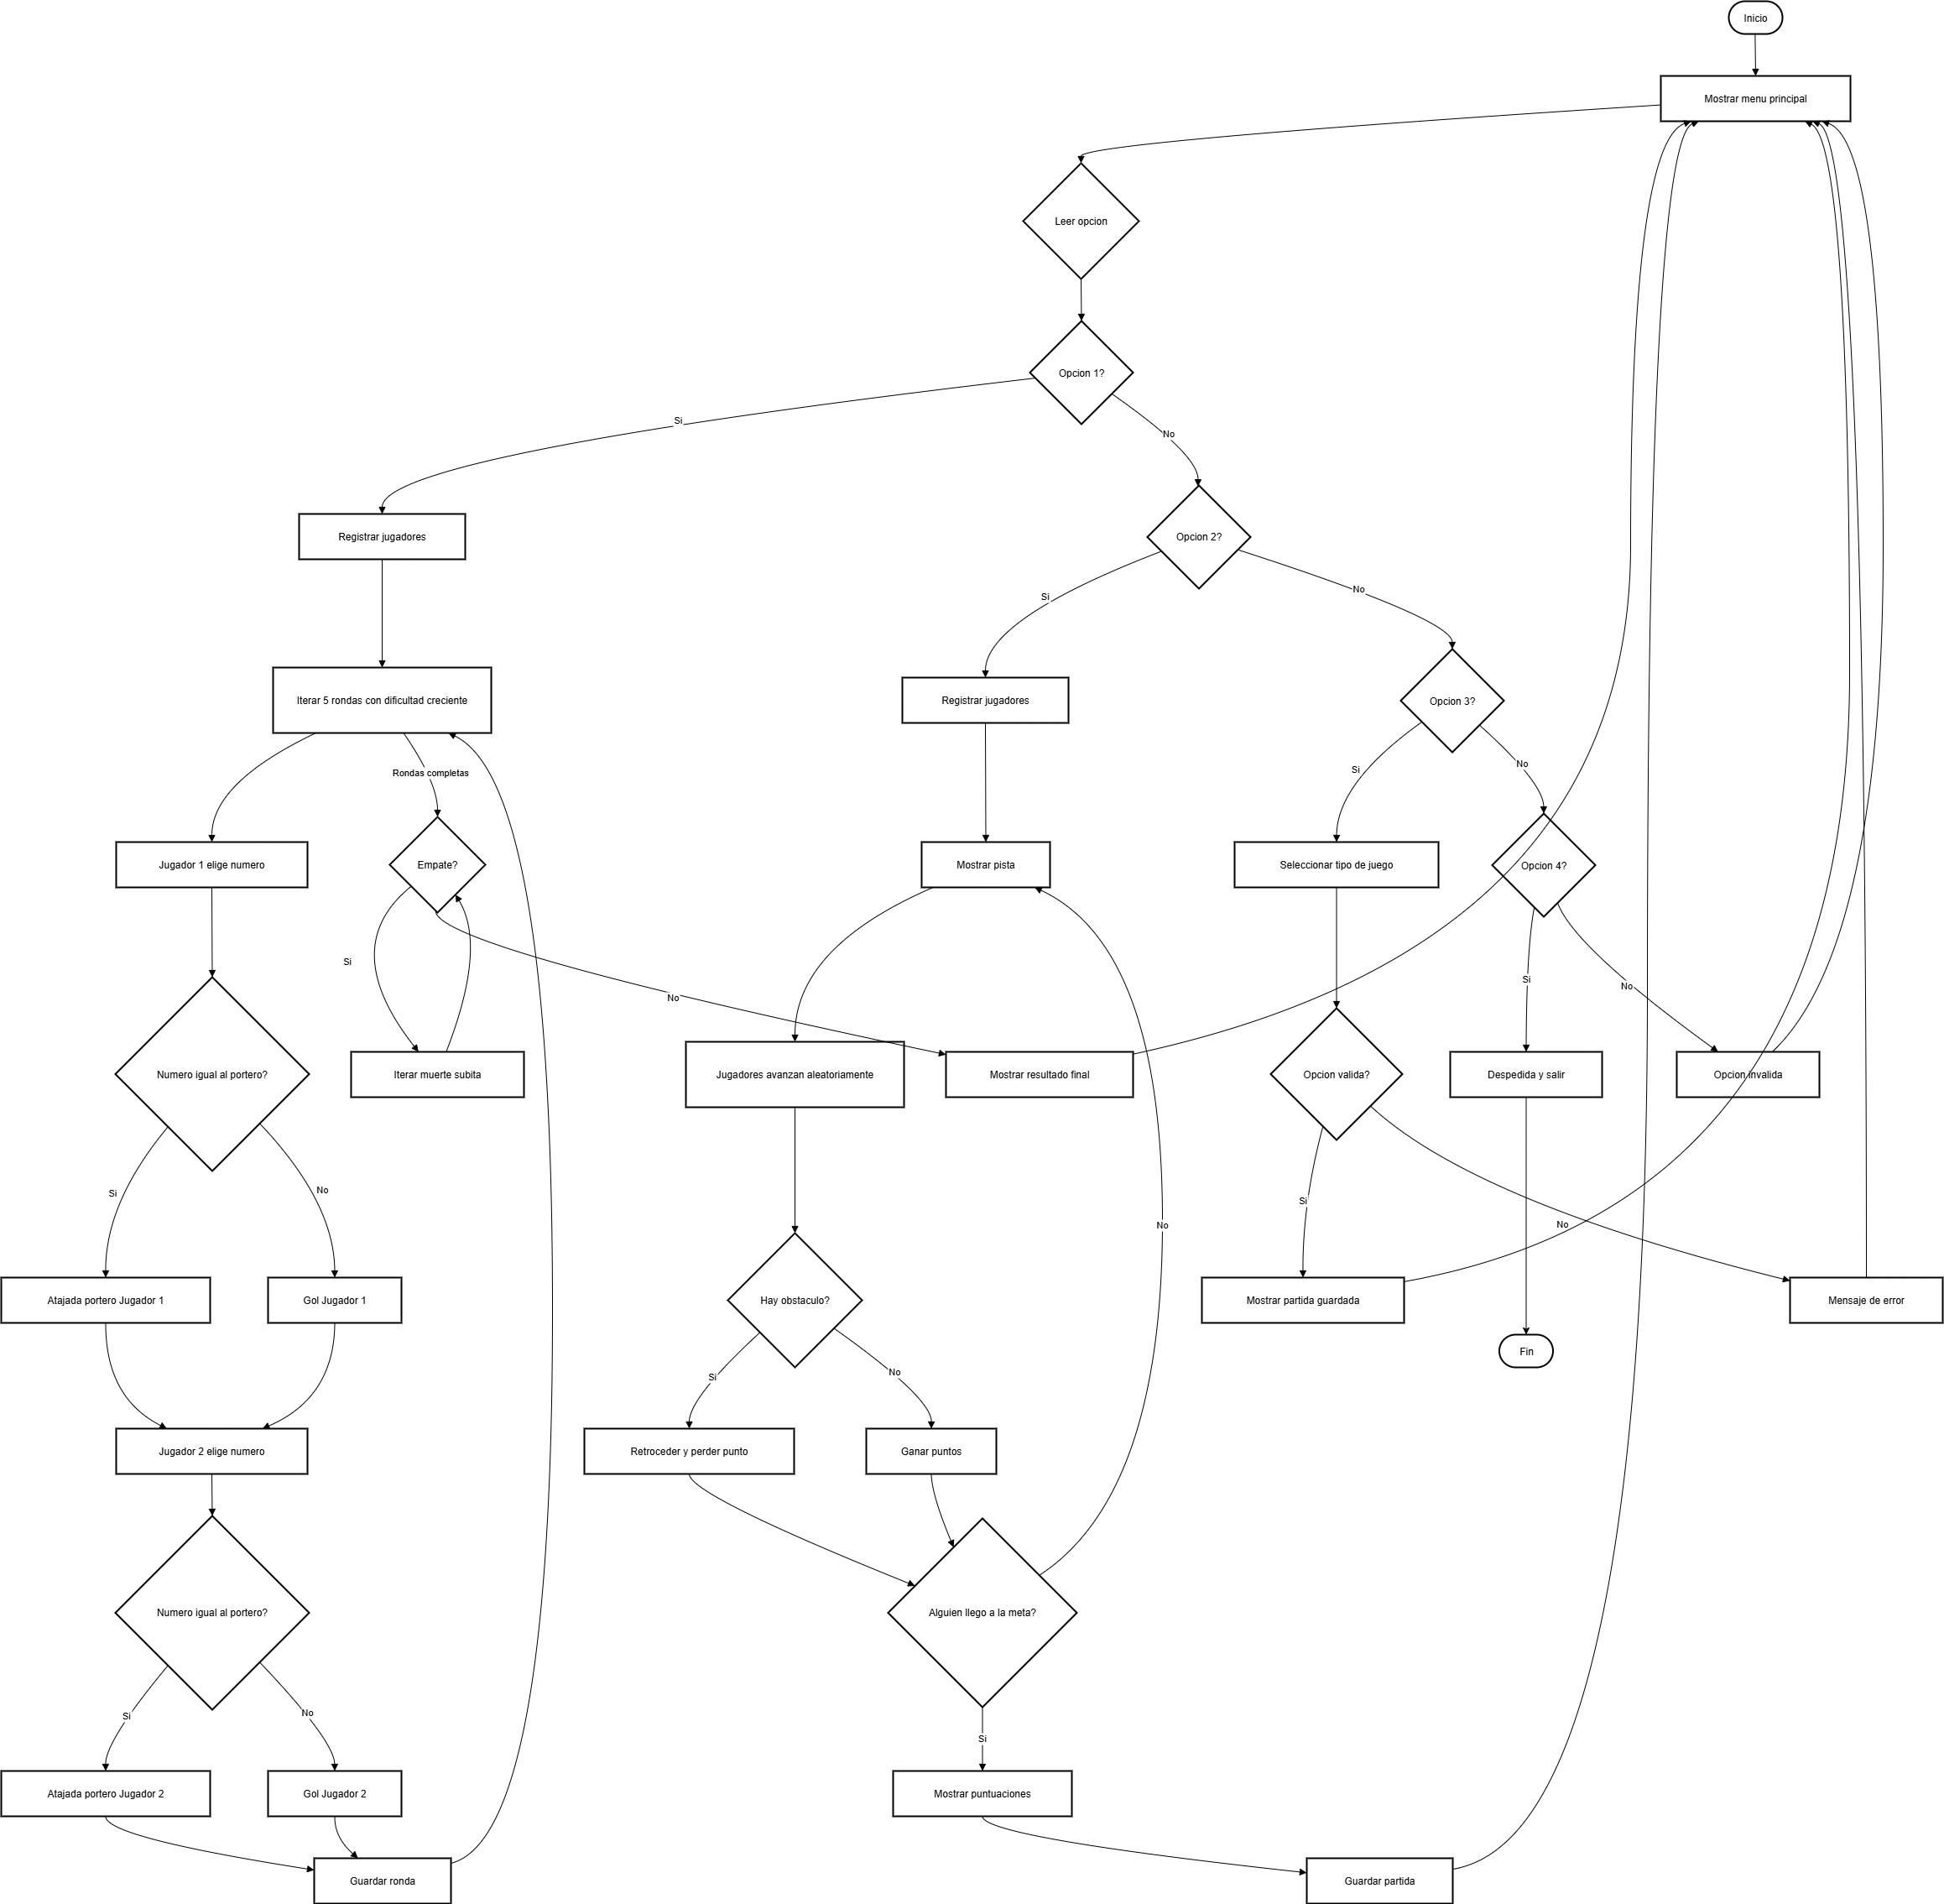 Inicio
Mostrar menu principal
Leer opcion
Opcion 1?
Si
No
Registrar jugadores
Opcion 2?
Si
No
Iterar 5 rondas con dificultad creciente
Registrar jugadores
Opcion 3?
Rondas completas
Si
No
Jugador 1 elige numero
Empate?
Mostrar pista
Seleccionar tipo de juego
Opcion 4?
Si
No
Si
No
Numero igual al portero?
Iterar muerte subita
Jugadores avanzan aleatoriamente
Mostrar resultado final
Opcion valida?
Despedida y salir
Opcion invalida
Si
No
Si
No
No
Atajada portero Jugador 1
Gol Jugador 1
Hay obstaculo?
Mostrar partida guardada
Mensaje de error
Fin
Si
No
Jugador 2 elige numero
Retroceder y perder punto
Ganar puntos
Numero igual al portero?
Alguien llego a la meta?
Si
No
Si
Atajada portero Jugador 2
Gol Jugador 2
Mostrar puntuaciones
Guardar ronda
Guardar partida